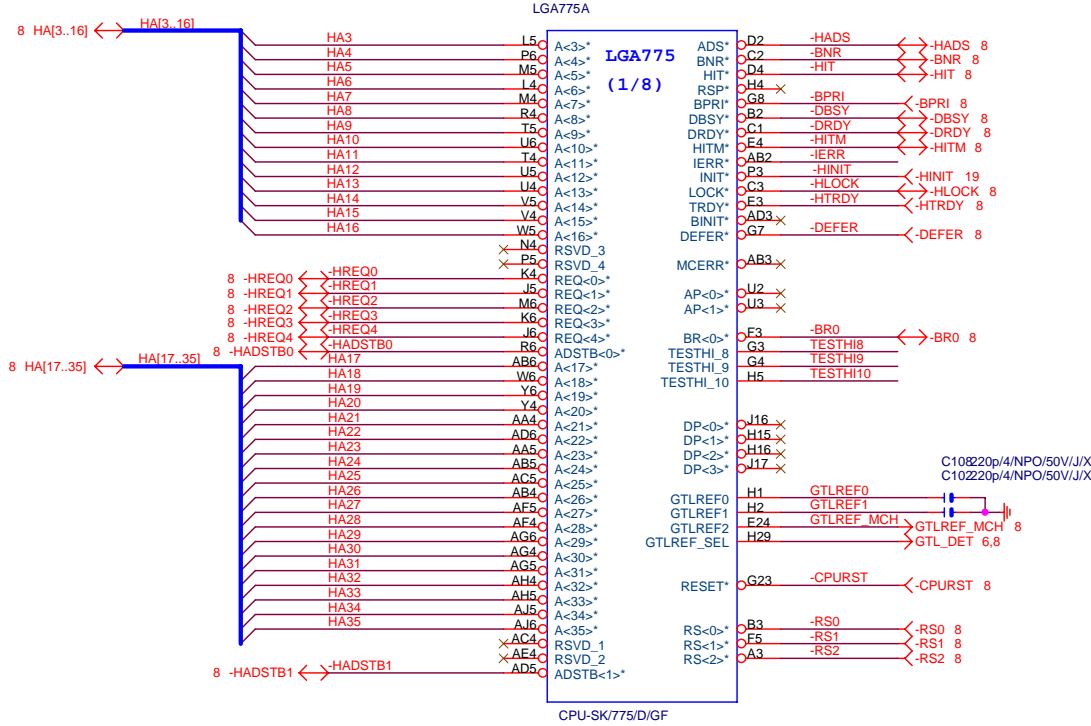 LGA775A
LGA775
(1/8)
8 HA[3..16] HA[3..16]
HA3 L5 A<3>* ADS* D2 -HADS -HADS 8
HA4 P6 A<4>* BNR* C2 -BNR -BNR 8
HA5 M5 A<5>* HIT* D4 -HIT -HIT 8
HA6 L4 A<6>* RSP* H4
HA7 M4 A<7>* BPRI* G8 -BPRI -BPRI 8
HA8 R4 A<8>* DBSY* B2 -DBSY -DBSY 8
HA9 T5 A<9>* DRDY* C1 -DRDY -DRDY 8
HA10 U6 A<10>* HITM* E4 -HITM -HITM 8
HA11 T4 A<11>* IERR* AB2 -IERR
HA12 U5 A<12>* INIT* P3 -HINIT -HINIT 19
HA13 U4 A<13>* LOCK* C3 -HLOCK -HLOCK 8
HA14 V5 A<14>* TRDY* E3 -HTRDY -HTRDY 8
HA15 V4 A<15>* BINIT* AD3
HA16 W5 A<16>* DEFER* G7 -DEFER -DEFER 8
N4 RSVD_3
P5 RSVD_4 MCERR* AB3
8 -HREQ0 -HREQ0 K4 REQ<0>*
8 -HREQ1 -HREQ1 J5 REQ<1>* AP<0>* U2
8 -HREQ2 -HREQ2 M6 REQ<2>* AP<1>* U3
8 -HREQ3 -HREQ3 K6 REQ<3>*
8 -HREQ4 -HREQ4 J6 REQ<4>* BR<0>* F3 -BR0 -BR0 8
8 -HADSTB0 -HADSTB0 R6 ADSTB<0>* TESTHI_8 G3 TESTHI8
8 HA[17..35] HA[17..35] HA17 AB6 A<17>* TESTHI_9 G4 TESTHI9
HA18 W6 A<18>* TESTHI_10 H5 TESTHI10
HA19 Y6 A<19>*
HA20 Y4 A<20>*
HA21 AA4 A<21>* DP<0>* J16
HA22 AD6 A<22>* DP<1>* H15
HA23 AA5 A<23>* DP<2>* H16
HA24 AB5 A<24>* DP<3>* J17
C108 220p/4/NPO/50V/J/X
C102 220p/4/NPO/50V/J/X
HA25 AC5 A<25>*
HA26 AB4 A<26>* GTLREF0 H1 GTLREF0
HA27 AF5 A<27>* GTLREF1 H2 GTLREF1
HA28 AF4 A<28>* GTLREF2 E24 GTLREF_MCH GTLREF_MCH 8
HA29 AG6 A<29>* GTLREF_SEL H29 GTL_DET 6,8
HA30 AG4 A<30>*
HA31 AG5 A<31>*
HA32 AH4 A<32>* RESET* G23 -CPURST -CPURST 8
HA33 AH5 A<33>*
HA34 AJ5 A<34>*
HA35 AJ6 A<35>* RS<0>* B3 -RS0 -RS0 8
AC4 RSVD_1 RS<1>* F5 -RS1 -RS1 8
AE4 RSVD_2 RS<2>* A3 -RS2 -RS2 8
8 -HADSTB1 -HADSTB1 AD5 ADSTB<1>*
CPU-SK/775/D/GF